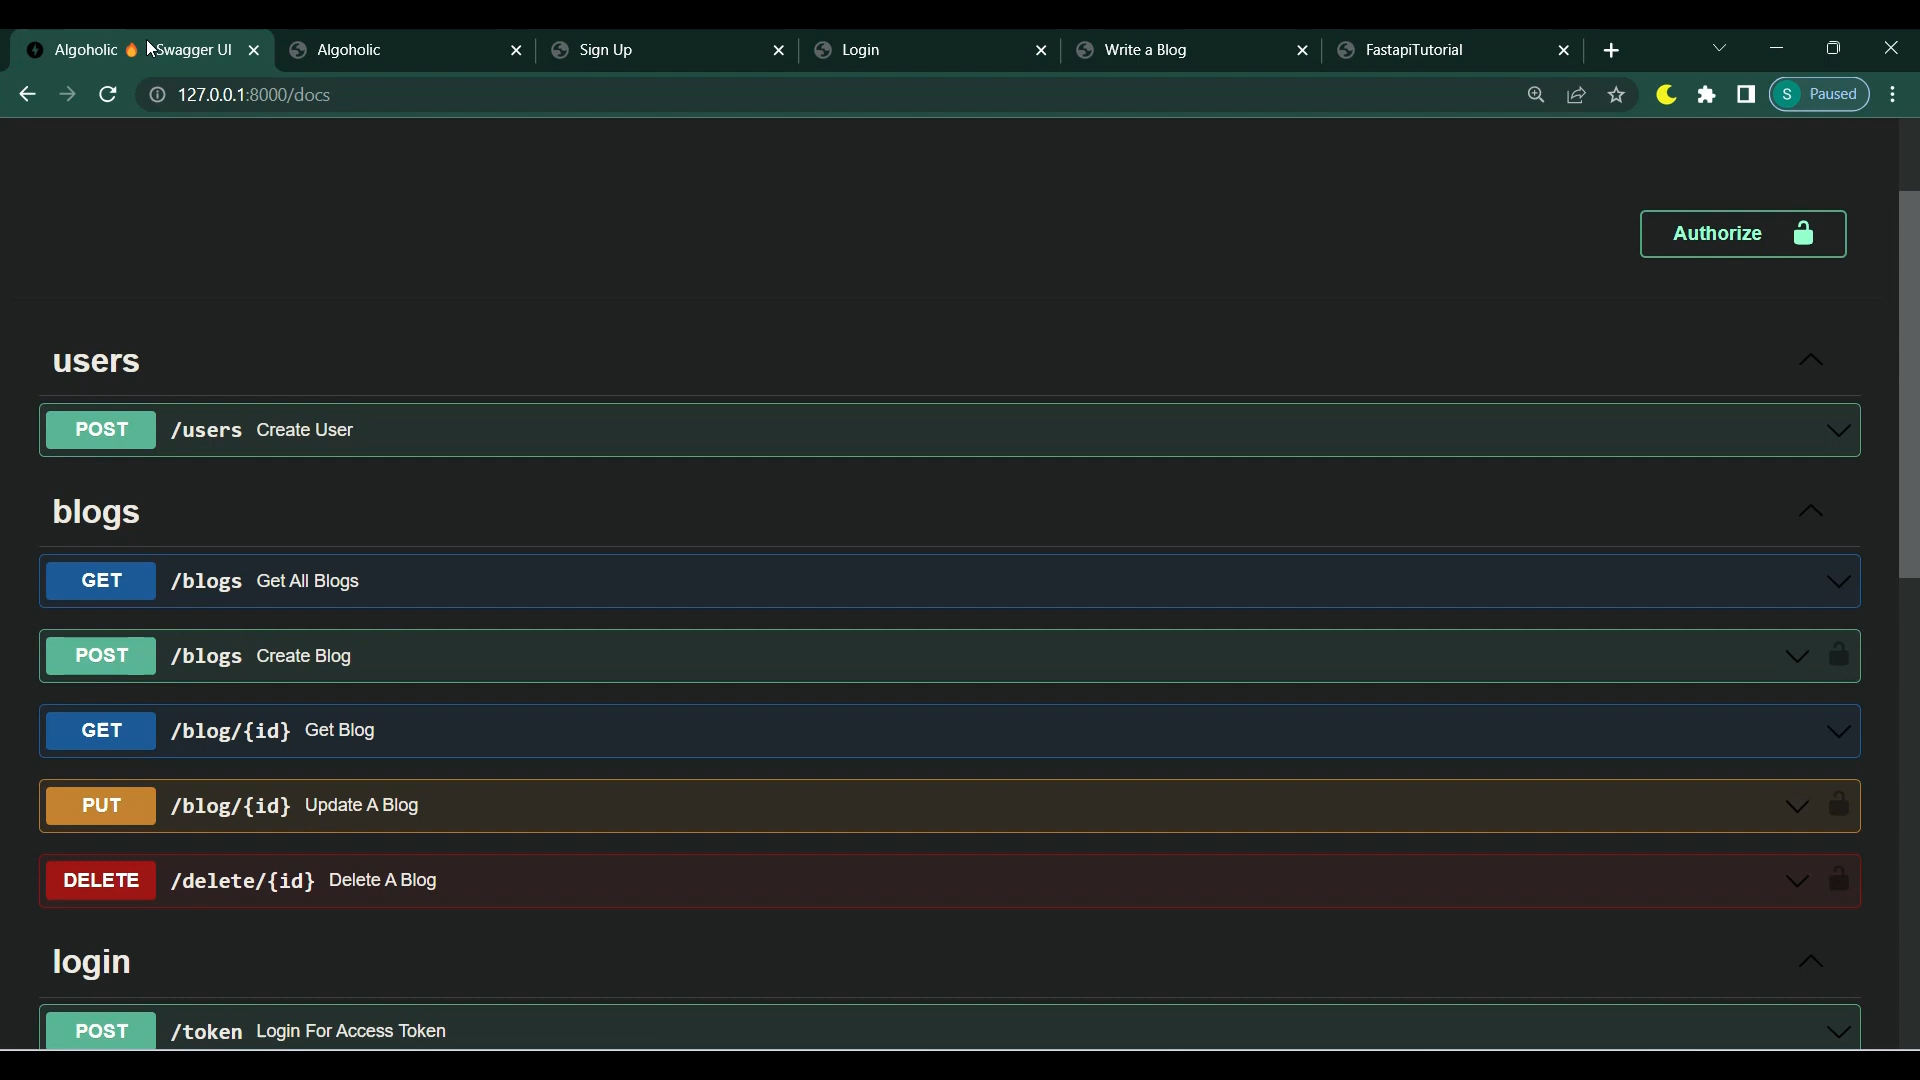 Algoholic 🔥 Swagger UI
Algoholic
Sign Up
Login
Write a Blog
FastapiTutorial
127.0.0.1:8000/docs
S Paused
Authorize
users
POST /users Create User
blogs
GET /blogs Get All Blogs
POST /blogs Create Blog
GET /blog/{id} Get Blog
PUT /blog/{id} Update A Blog
DELETE /delete/{id} Delete A Blog
login
POST /token Login For Access Token